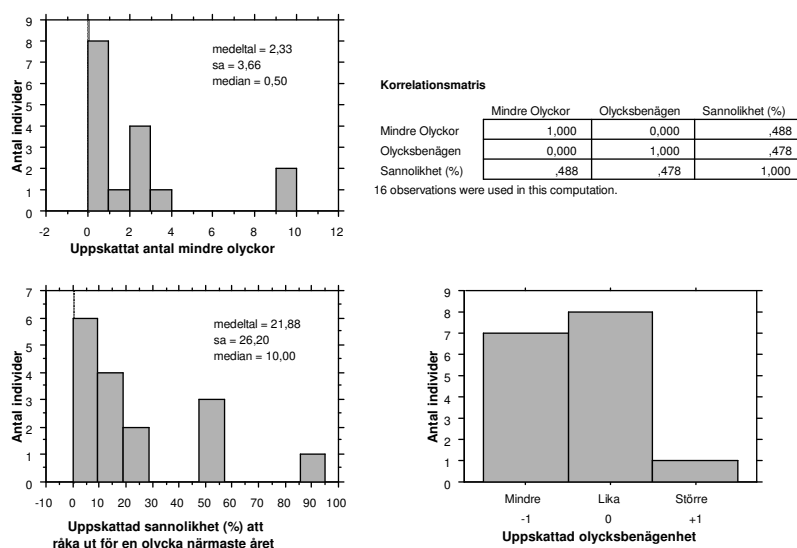 9
8
7
6
5
4
3
2
1
0
Antal individer
medeltal = 2,33
sa = 3,66
median = 0,50
-2 0 2 4 6 8 10 12
Uppskattat antal mindre olyckor
Korrelationsmatris
Mindre Olyckor Olycksbenägen Sannolikhet (%)
Mindre Olyckor 1,000 0,000 ,488
Olycksbenägen 0,000 1,000 ,478
Sannolikhet (%) ,488 ,478 1,000
16 observations were used in this computation.
7
6
5
4
3
2
1
0
Antal individer
medeltal = 21,88
sa = 26,20
median = 10,00
-10 0 10 20 30 40 50 60 70 80 90 100
Uppskattad sannolikhet (%) att
råka ut för en olycka närmaste året
9
8
7
6
5
4
3
2
1
0
Antal individer
Mindre Lika Större
-1 0 +1
Uppskattad olycksbenägenhet